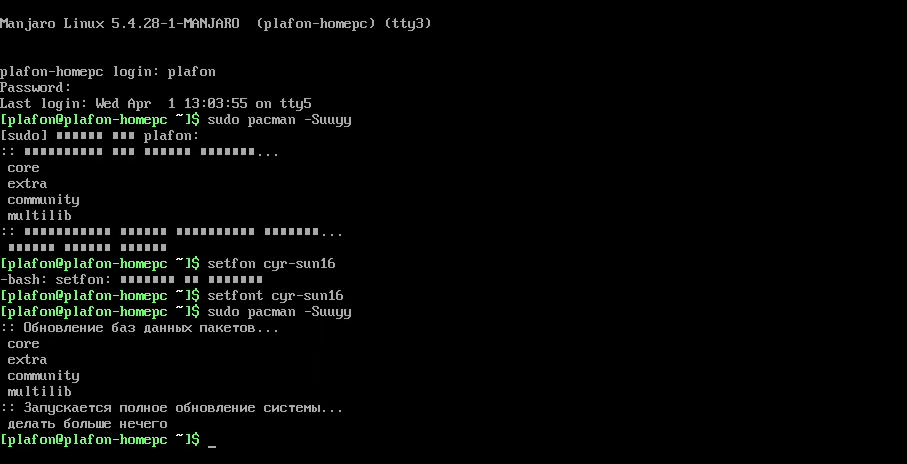 Manjaro Linux 5.4.28-1-MANJARO  (plafon-homepc) (tty3)
plafon-homepc login: plafon
Password:
Last login: Wed Apr  1 13:03:55 on tty5
[plafon@plafon-homepc ~]$ sudo pacman -Suuyy
[sudo] ∎∎∎∎∎∎ ∎∎∎ plafon:
:: ∎∎∎∎∎∎∎∎∎∎ ∎∎∎ ∎∎∎∎∎∎ ∎∎∎∎∎∎∎...
core
extra
community
multilib
:: ∎∎∎∎∎∎∎∎∎∎∎ ∎∎∎∎∎∎ ∎∎∎∎∎∎∎∎∎∎ ∎∎∎∎∎∎∎...
∎∎∎∎∎∎ ∎∎∎∎∎∎ ∎∎∎∎∎∎
[plafon@plafon-homepc ~]$ setfon cyr-sun16
-bash: setfon: ∎∎∎∎∎∎∎ ∎∎ ∎∎∎∎∎∎∎
[plafon@plafon-homepc ~]$ setfont cyr-sun16
[plafon@plafon-homepc ~]$ sudo pacman -Suuyy
:: Обновление баз данных пакетов...
core
extra
community
multilib
:: Запускается полное обновление системы...
делать больше нечего
[plafon@plafon-homepc ~]$ _